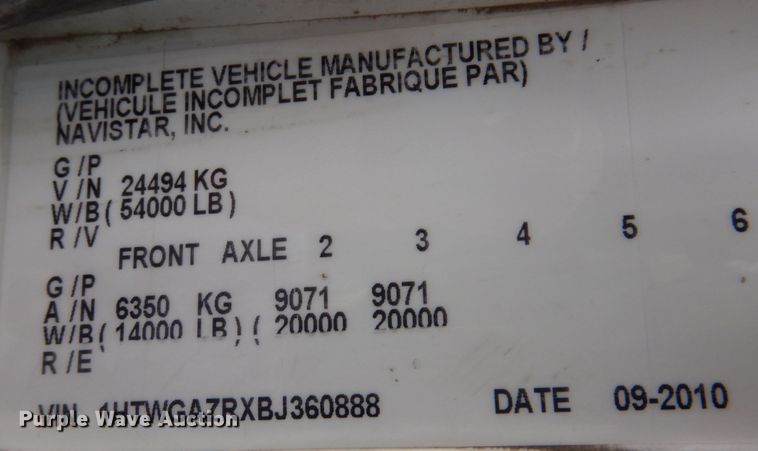 INCOMPLETE VEHICLE MANUFACTURED BY /
(VEHICULE INCOMPLET FABRIQUE PAR)
NAVISTAR, INC.
G /P
V /N 24494 KG
W/B ( 54000 LB )
R /V
FRONT AXLE 2 3 4 5 6
G /P
A /N 6350 KG 9071 9071
W/B ( 14000 LB ) ( 20000 20000
R /E
VIN 1HTWGAZRXBJ360888 DATE 09-2010
Purple Wave Auction